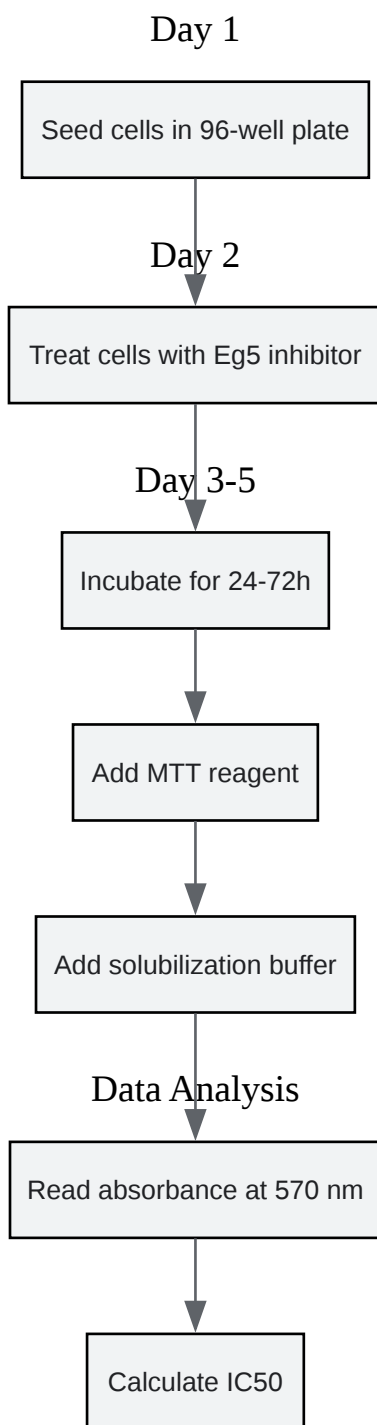 Day 1
Seed cells in 96-well plate
Day 2
Treat cells with Eg5 inhibitor
Day 3-5
Incubate for 24-72h
Add MTT reagent
Add solubilization buffer
Data Analysis
Read absorbance at 570 nm
Calculate IC50